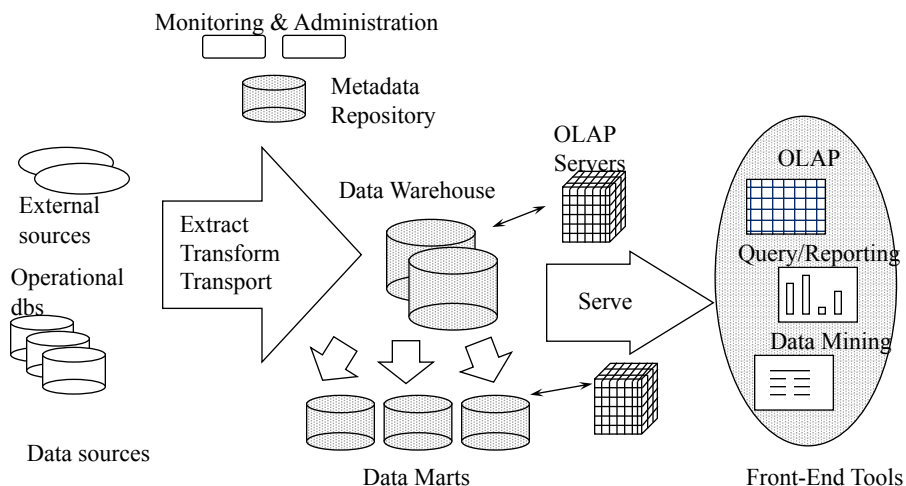 Monitoring & Administration
Metadata
Repository
OLAP
Servers
OLAP
Data Warehouse
External
sources
Extract
Transform
Transport
Query/Reporting
Operational
dbs
Serve
Data Mining
Data sources
Data Marts
Front-End Tools